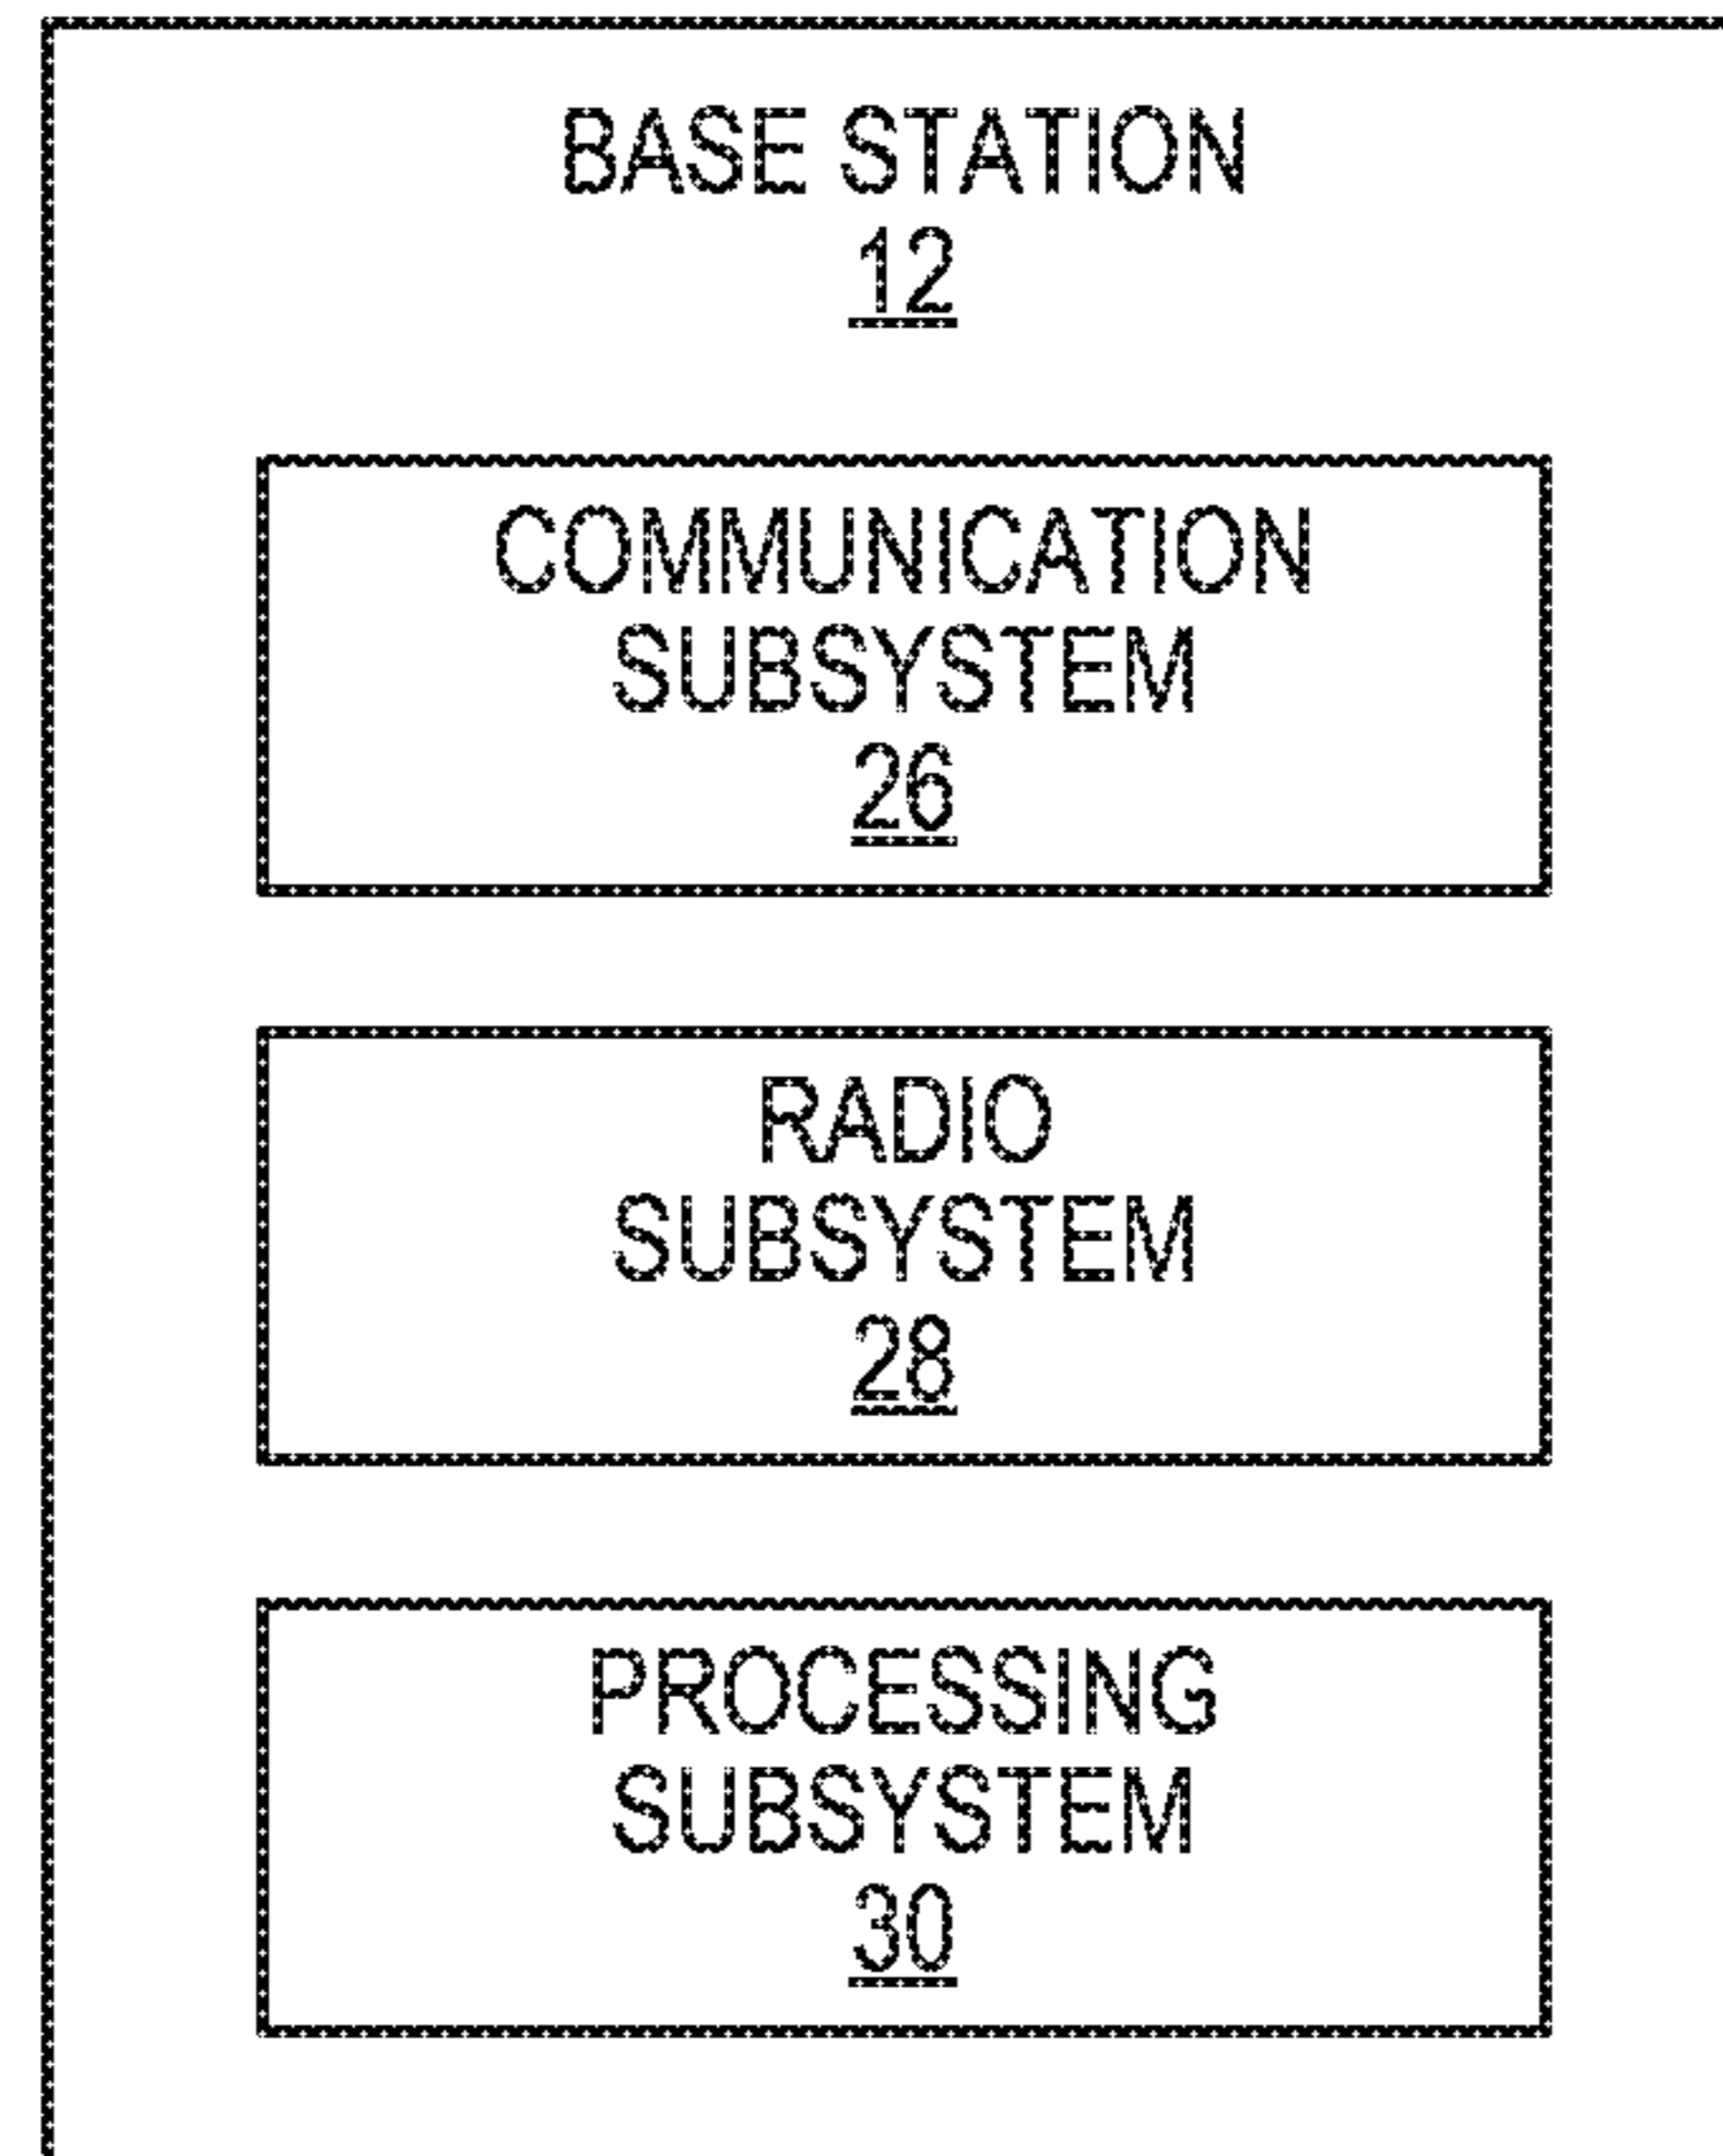 BASE STATION
12
COMMUNICATION
SUBSYSTEM
26
RADIO
SUBSYSTEM
28
PROCESSING
SUBSYSTEM
30